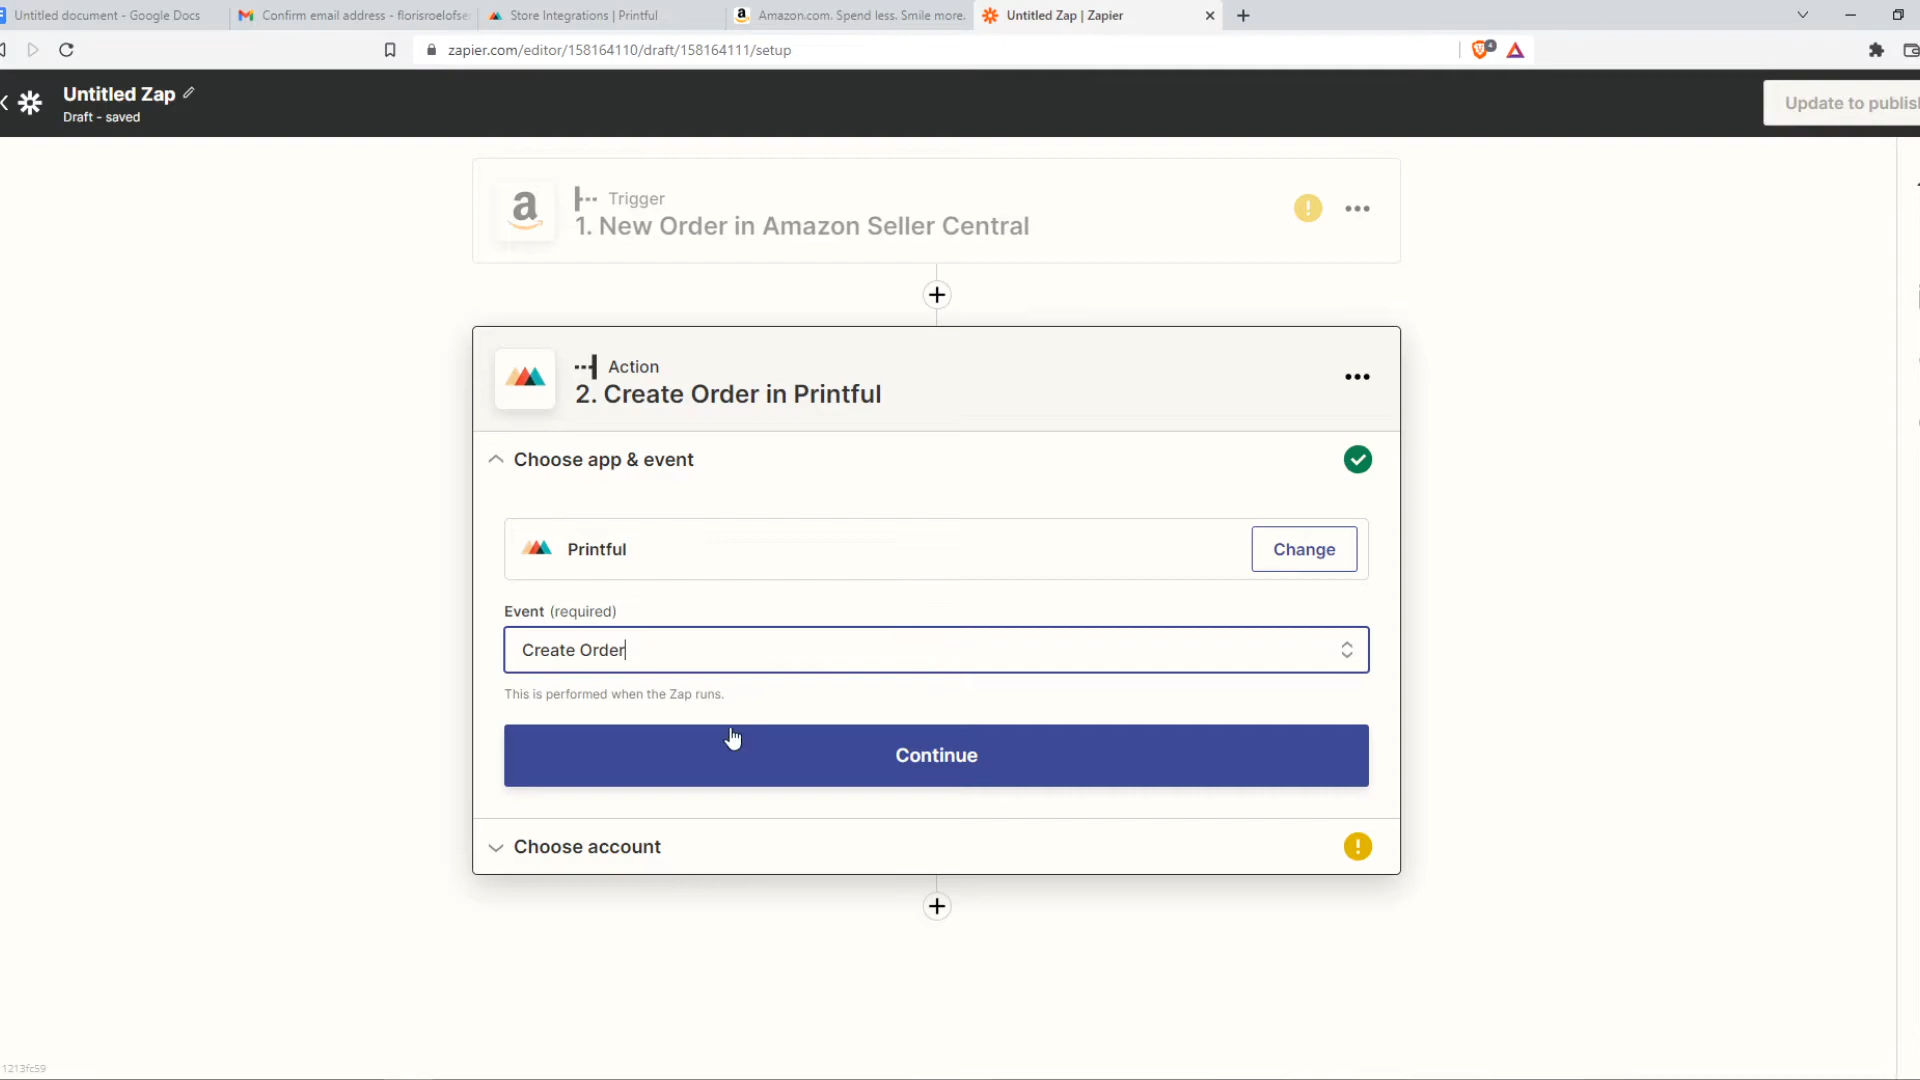 Untitled document - Google Docs
Confirm email address - florisroelofse
Store Integrations | Printful
Amazon.com. Spend less. Smile more.
Untitled Zap | Zapier
zapier.com/editor/158164110/draft/158164111/setup
4
Untitled Zap
Draft - saved
Update to publish
a
Trigger
1. New Order in Amazon Seller Central
Action
2. Create Order in Printful
Choose app & event
Printful
Change
Event (required)
Create Order
This is performed when the Zap runs.
Continue
Choose account
1213fc59